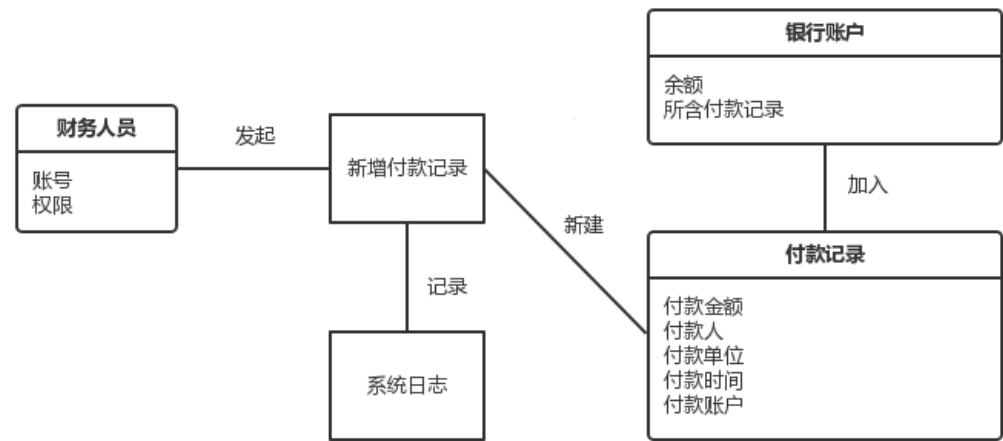 银行账户
余额
所含付款记录
财务人员
账号
权限
发起
新增付款记录
加入
新建
付款记录
付款金额
付款人
付款单位
付款时间
付款账户
记录
系统日志